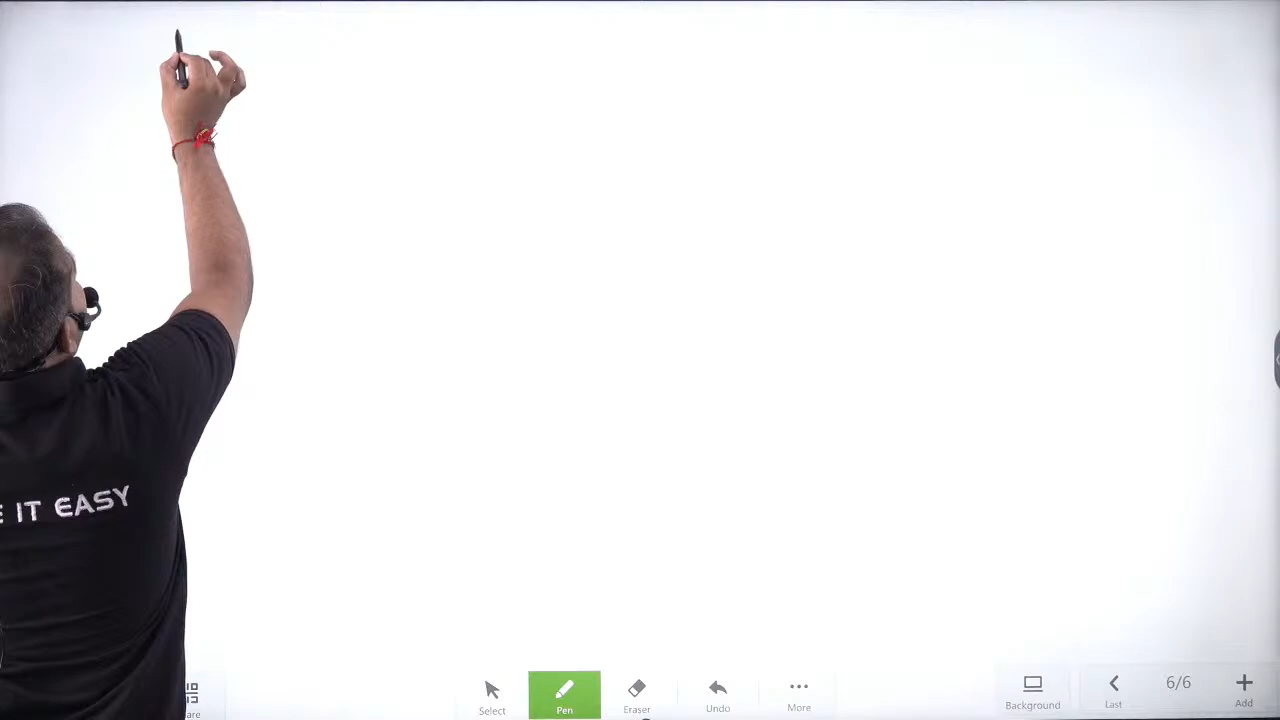 E IT EASY
Select
Pen
Eraser
Undo
More
Background
Last
6/6
Add